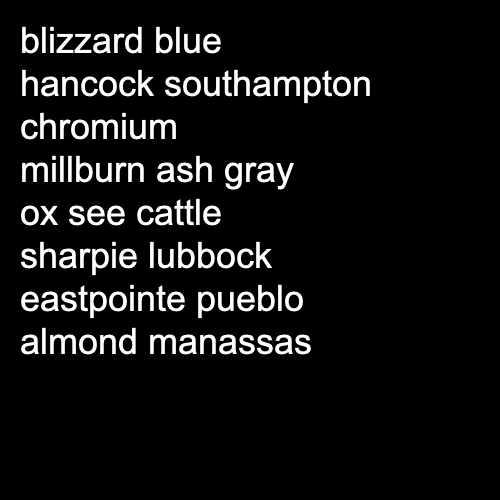 blizzard blue
hancock southampton
chromium
millburn ash gray
ox see cattle
sharpie lubbock
eastpointe pueblo
almond manassas